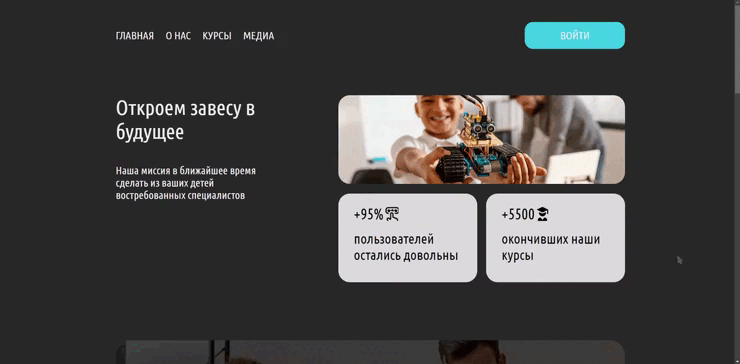 ГЛАВНАЯ О НАС КУРСЫ МЕДИА
ВОЙТИ
Откроем завесу в
будущее
Наша миссия в ближайшее время
сделать из ваших детей
востребованных специалистов
+95%
пользователей
остались довольны
+5500
окончивших наши
курсы